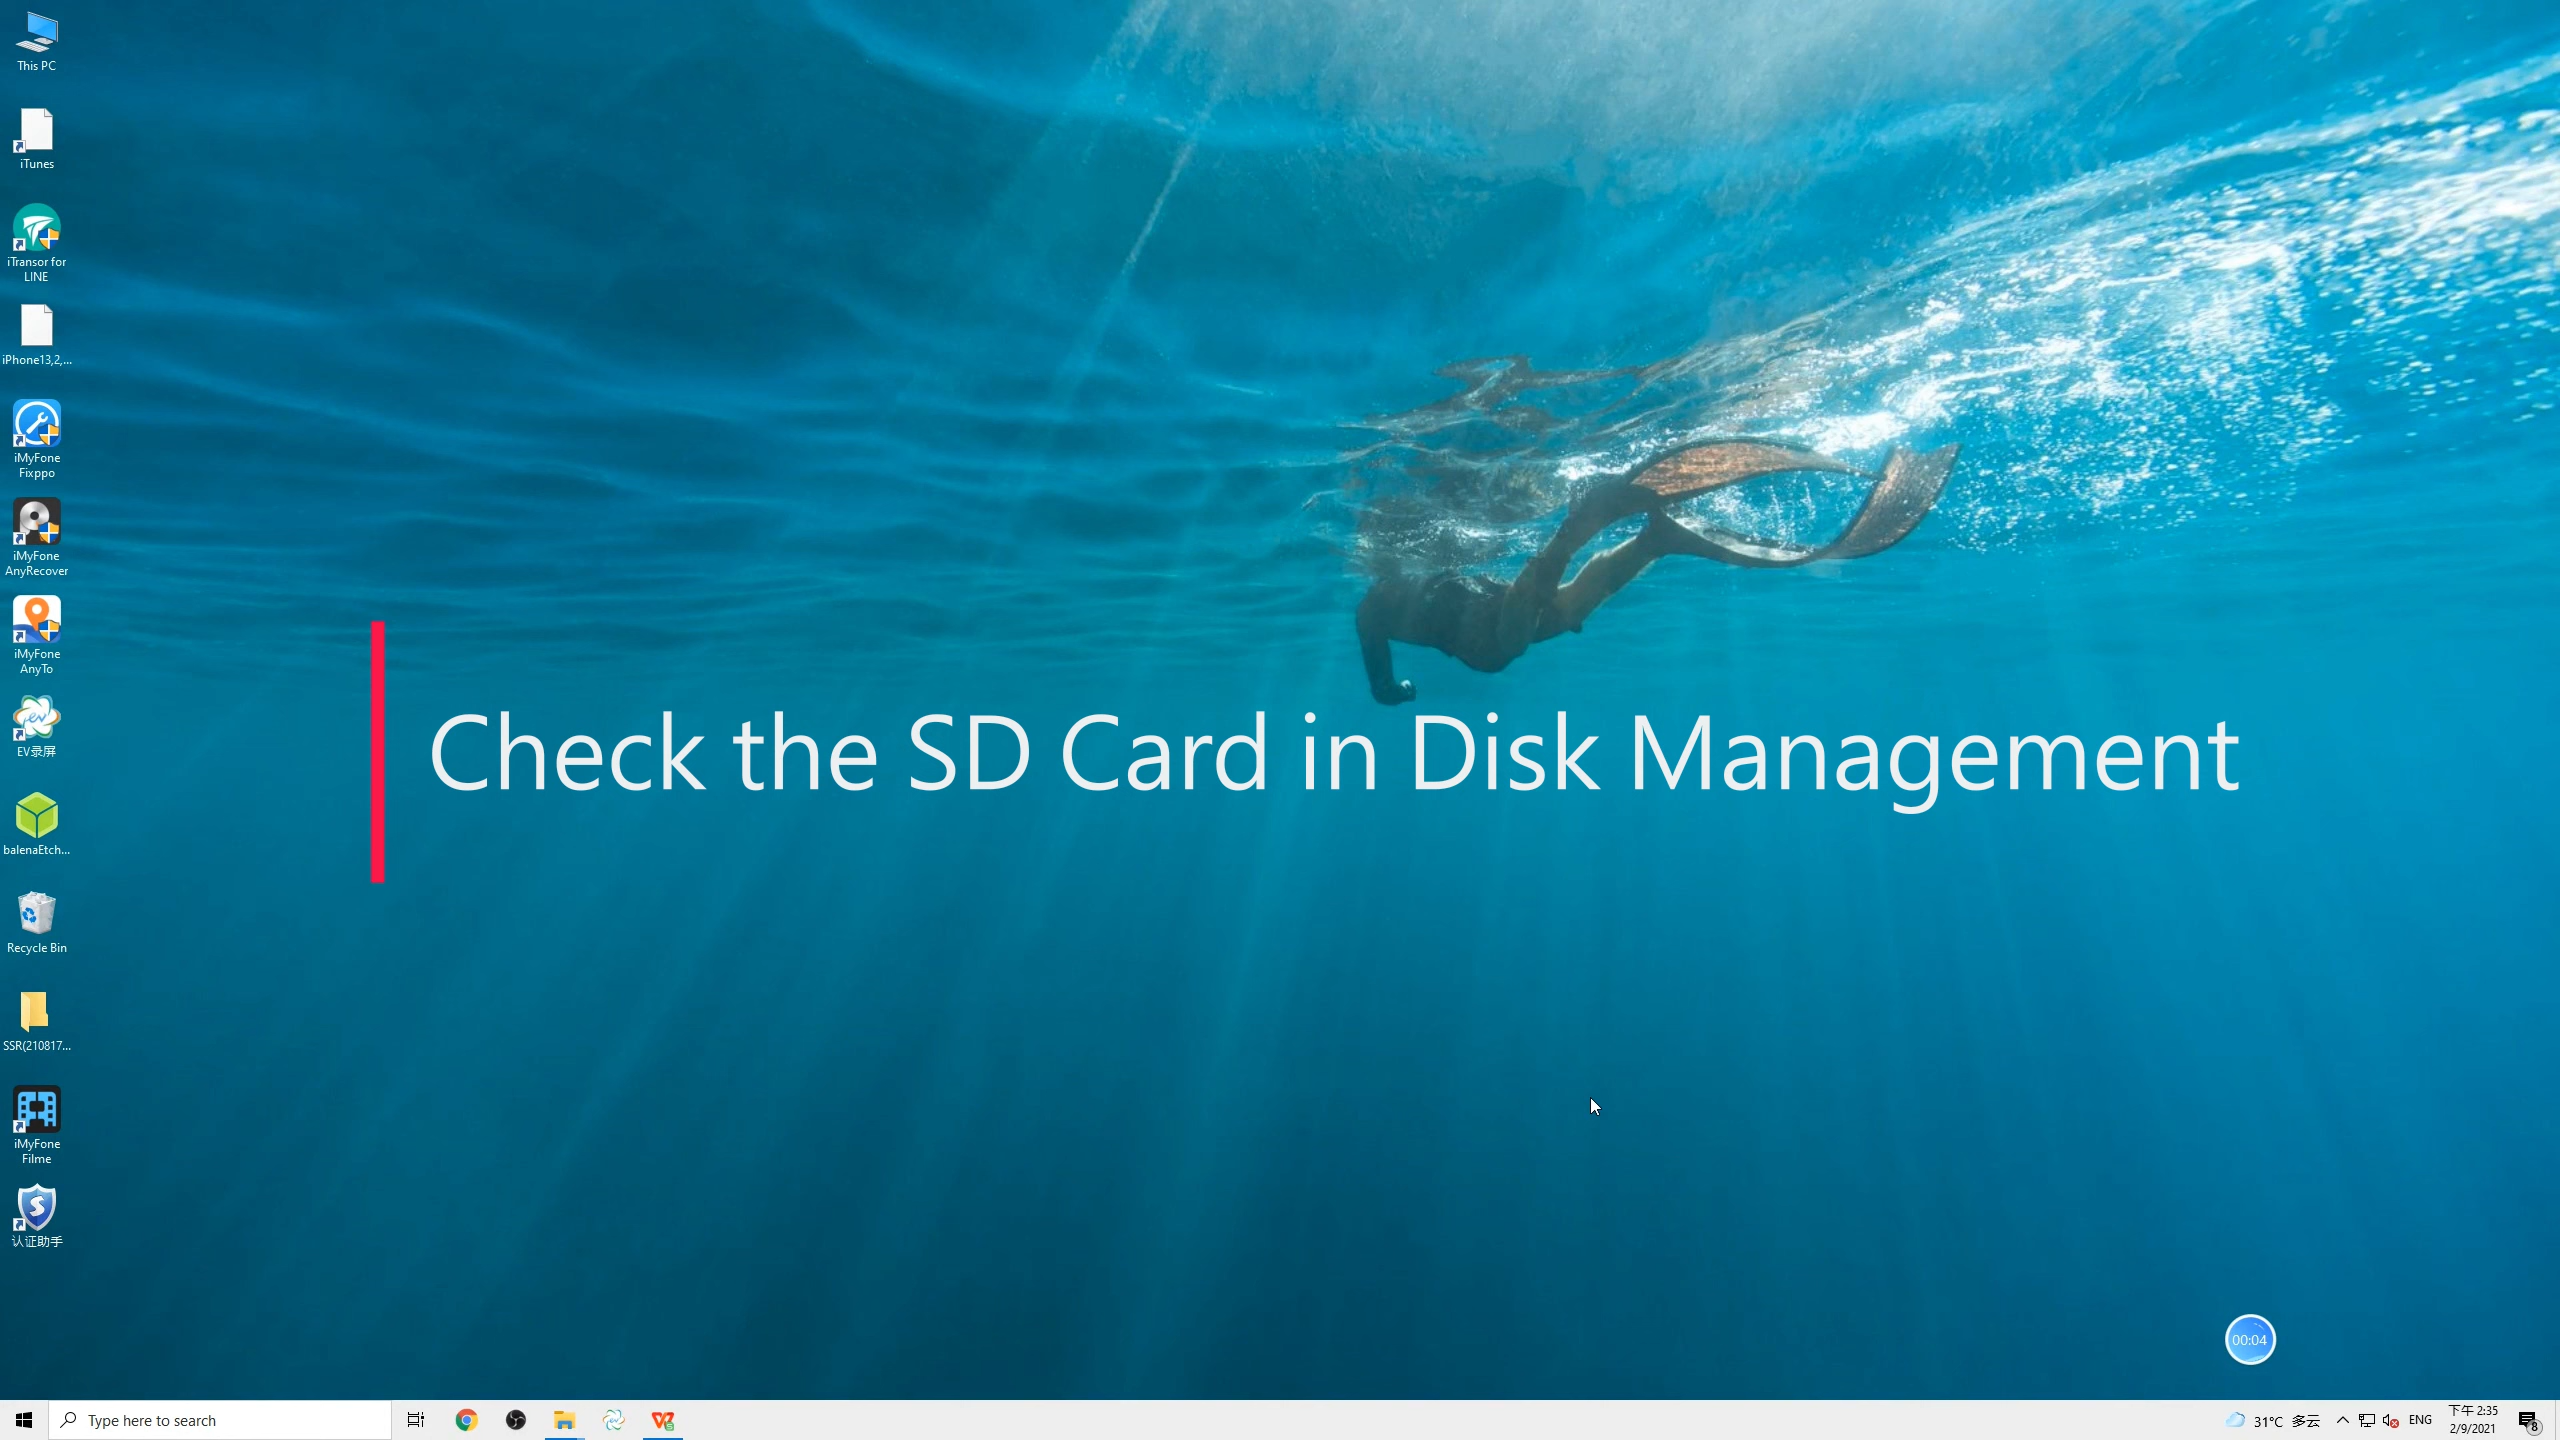 This PC
iTunes
iTransor for
LINE
iPhone13,2,...
iMyFone
Fixppo
iMyFone
AnyRecover
iMyFone
AnyTo
EV录屏
balenaEtch...
Recycle Bin
SSR(210817...
iMyFone
Filme
认证助手
Check the SD Card in Disk Management
00:04
Type here to search
31°C 多云
ENG
下午 2:35
2/9/2021
8